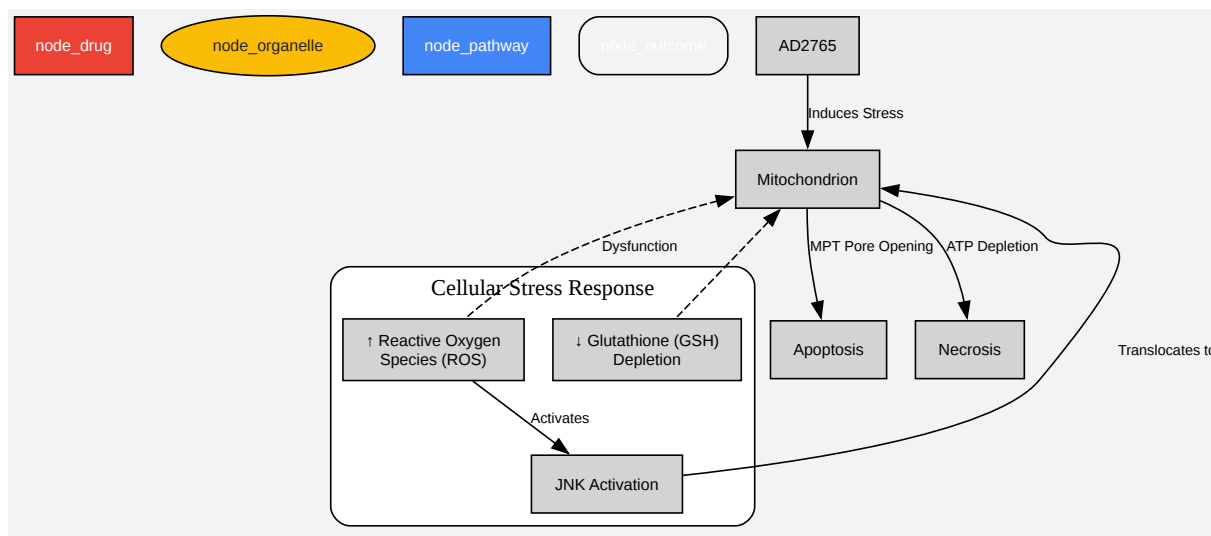 node_drug
node_organelle
node_pathway
node_outcome
AD2765
Induces Stress
Mitochondrion
Dysfunction
MPT Pore Opening
ATP Depletion
Cellular Stress Response
↑ Reactive Oxygen
Species (ROS)
↓ Glutathione (GSH)
Depletion
Apoptosis
Necrosis
Translocates to
Activates
JNK Activation